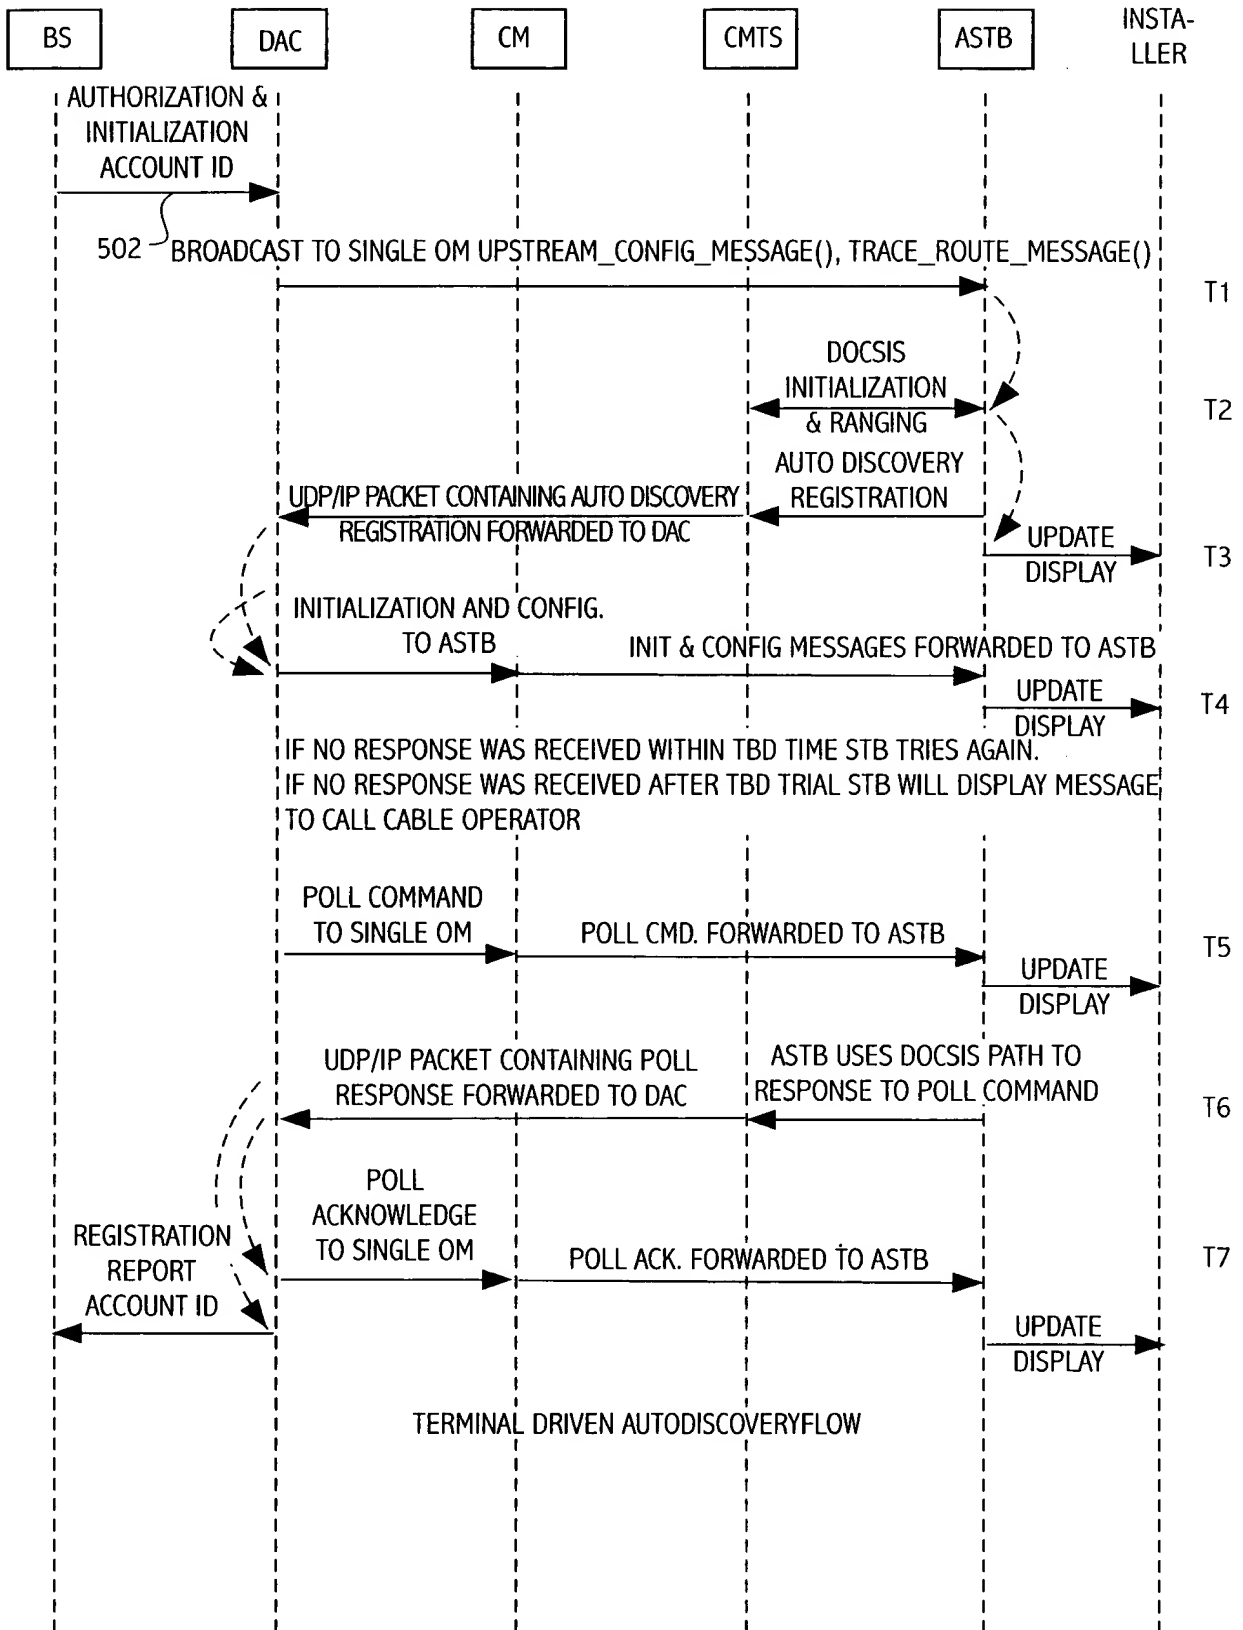 BS
DAC
CM
CMTS
ASTB
INSTA-
LLER
AUTHORIZATION &
INITIALIZATION
ACCOUNT ID
502
BROADCAST TO SINGLE OM UPSTREAM_CONFIG_MESSAGE(), TRACE_ROUTE_MESSAGE()
T1
DOCSIS
INITIALIZATION
& RANGING
T2
AUTO DISCOVERY
REGISTRATION
UDP/IP PACKET CONTAINING AUTO DISCOVERY
REGISTRATION FORWARDED TO DAC
UPDATE
DISPLAY
T3
INITIALIZATION AND CONFIG.
TO ASTB
INIT & CONFIG MESSAGES FORWARDED TO ASTB
UPDATE
DISPLAY
T4
IF NO RESPONSE WAS RECEIVED WITHIN TBD TIME STB TRIES AGAIN.
IF NO RESPONSE WAS RECEIVED AFTER TBD TRIAL STB WILL DISPLAY MESSAGE
TO CALL CABLE OPERATOR
POLL COMMAND
TO SINGLE OM
POLL CMD. FORWARDED TO ASTB
T5
UPDATE
DISPLAY
UDP/IP PACKET CONTAINING POLL
RESPONSE FORWARDED TO DAC
ASTB USES DOCSIS PATH TO
RESPONSE TO POLL COMMAND
T6
POLL
ACKNOWLEDGE
TO SINGLE OM
POLL ACK. FORWARDED TO ASTB
T7
REGISTRATION
REPORT
ACCOUNT ID
UPDATE
DISPLAY
TERMINAL DRIVEN AUTODISCOVERYFLOW